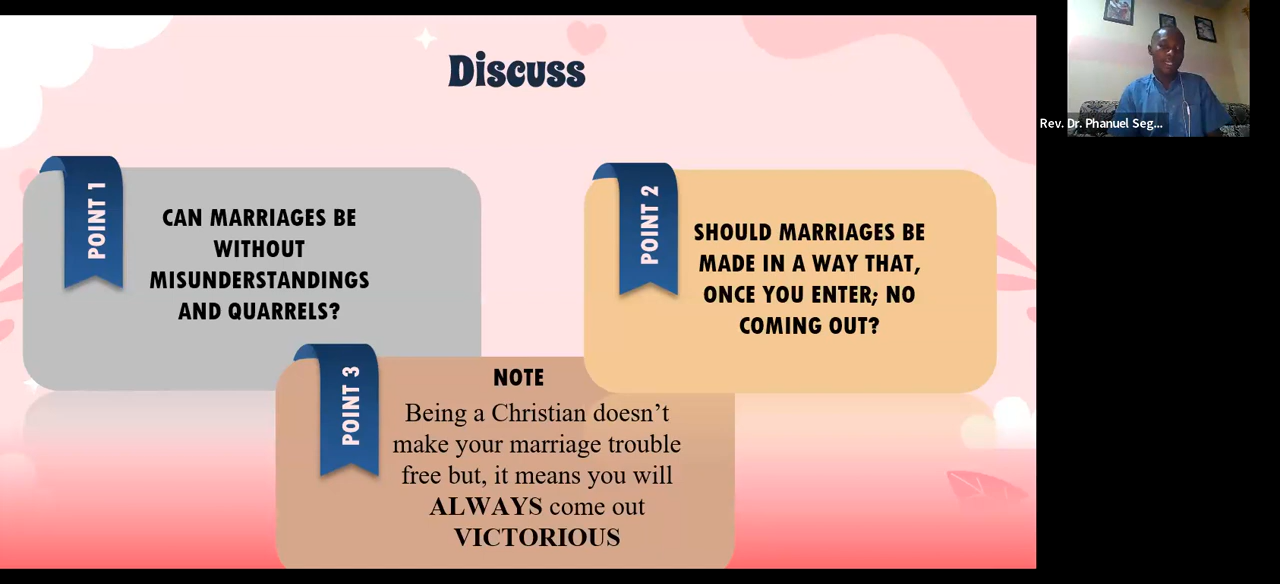 Discuss
POINT 1
CAN MARRIAGES BE
WITHOUT
MISUNDERSTANDINGS
AND QUARRELS?
POINT 2
SHOULD MARRIAGES BE
MADE IN A WAY THAT,
ONCE YOU ENTER; NO
COMING OUT?
POINT 3
NOTE
Being a Christian doesn’t
make your marriage trouble
free but, it means you will
ALWAYS come out
VICTORIOUS
Rev. Dr. Phanuel Seg...